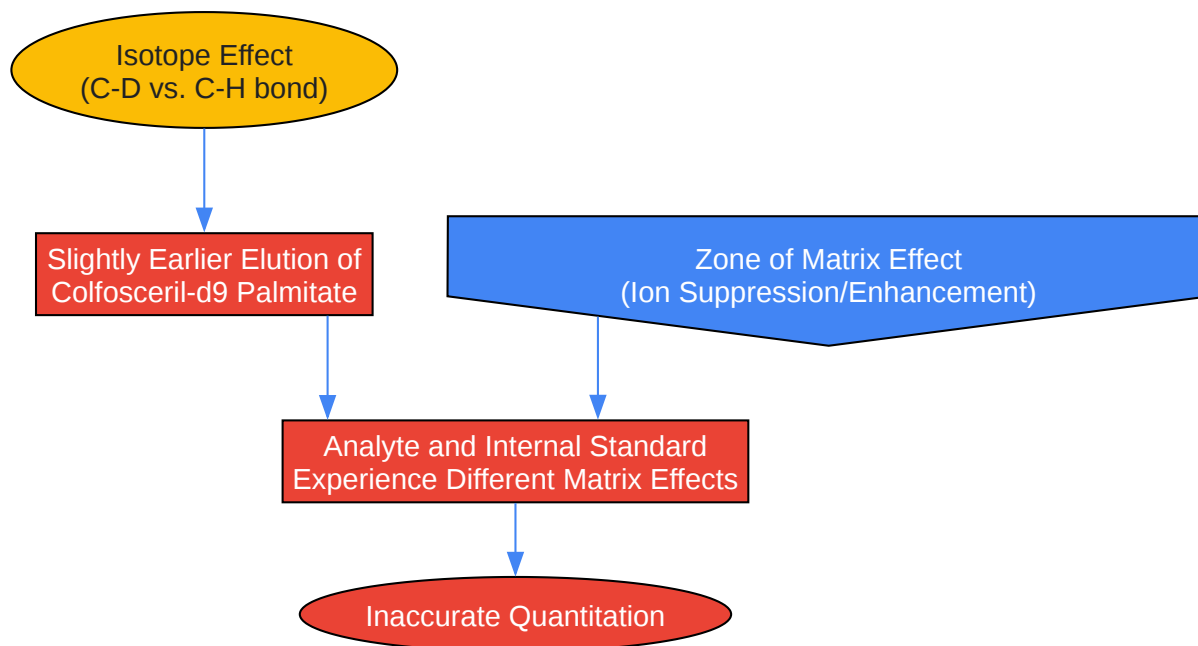 Isotope Effect
(C-D vs. C-H bond)
Slightly Earlier Elution of
Colfosceril-d9 Palmitate
Zone of Matrix Effect
(Ion Suppression/Enhancement)
Analyte and Internal Standard
Experience Different Matrix Effects
Inaccurate Quantitation